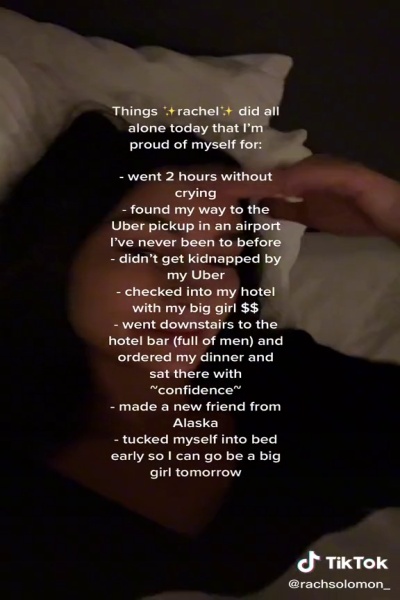 Things ✨rachel✨ did all
alone today that I'm
proud of myself for:
- went 2 hours without
crying
- found my way to the
Uber pickup in an airport
I've never been to before
- didn't get kidnapped by
my Uber
- checked into my hotel
with my big girl $$
- went downstairs to the
hotel bar (full of men) and
ordered my dinner and
sat there with
~confidence~
- made a new friend from
Alaska
- tucked myself into bed
early so I can go be a big
girl tomorrow
TikTok
@rachsolomon_